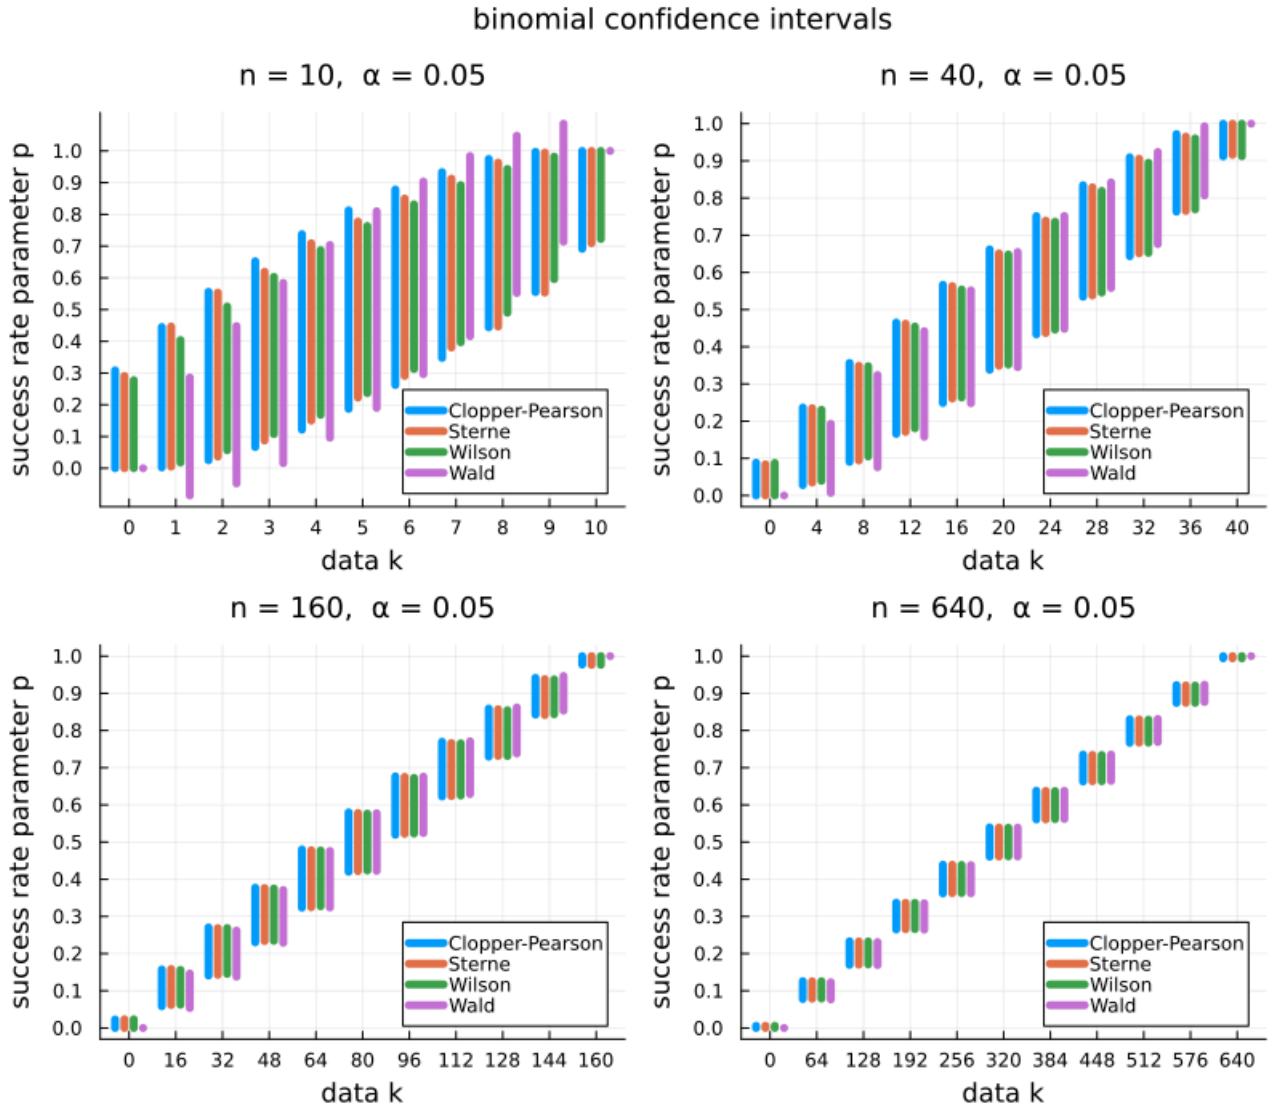 binomial confidence intervals
n = 10,  α = 0.05
success rate parameter p
1.0
0.9
0.8
0.7
0.6
0.5
0.4
0.3
0.2
0.1
0.0
Clopper-Pearson
Sterne
Wilson
Wald
0 1 2 3 4 5 6 7 8 9 10
data k
n = 40,  α = 0.05
success rate parameter p
1.0
0.9
0.8
0.7
0.6
0.5
0.4
0.3
0.2
0.1
0.0
Clopper-Pearson
Sterne
Wilson
Wald
0 4 8 12 16 20 24 28 32 36 40
data k
n = 160,  α = 0.05
success rate parameter p
1.0
0.9
0.8
0.7
0.6
0.5
0.4
0.3
0.2
0.1
0.0
Clopper-Pearson
Sterne
Wilson
Wald
0 16 32 48 64 80 96 112 128 144 160
data k
n = 640,  α = 0.05
success rate parameter p
1.0
0.9
0.8
0.7
0.6
0.5
0.4
0.3
0.2
0.1
0.0
Clopper-Pearson
Sterne
Wilson
Wald
0 64 128 192 256 320 384 448 512 576 640
data k